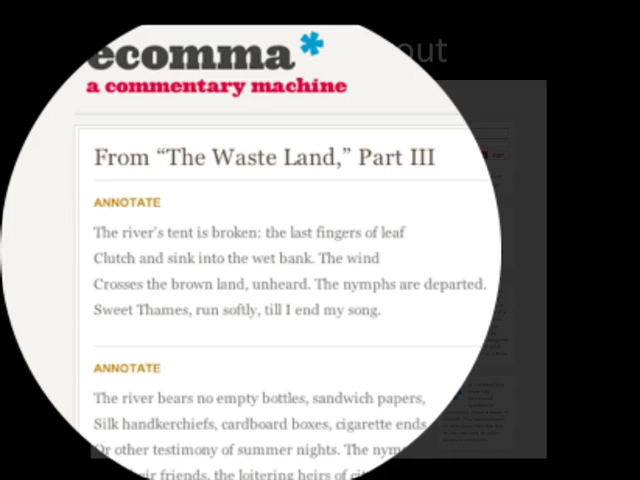 ecomma*
out
a commentary machine
From “The Waste Land,” Part III
ANNOTATE
The river's tent is broken: the last fingers of leaf
Clutch and sink into the wet bank. The wind
Crosses the brown land, unheard. The nymphs are departed.
Sweet Thames, run softly, till I end my song.
ANNOTATE
The river bears no empty bottles, sandwich papers,
Silk handkerchiefs, cardboard boxes, cigarette ends
Or other testimony of summer nights. The nym
heir friends, the loitering heirs of cit